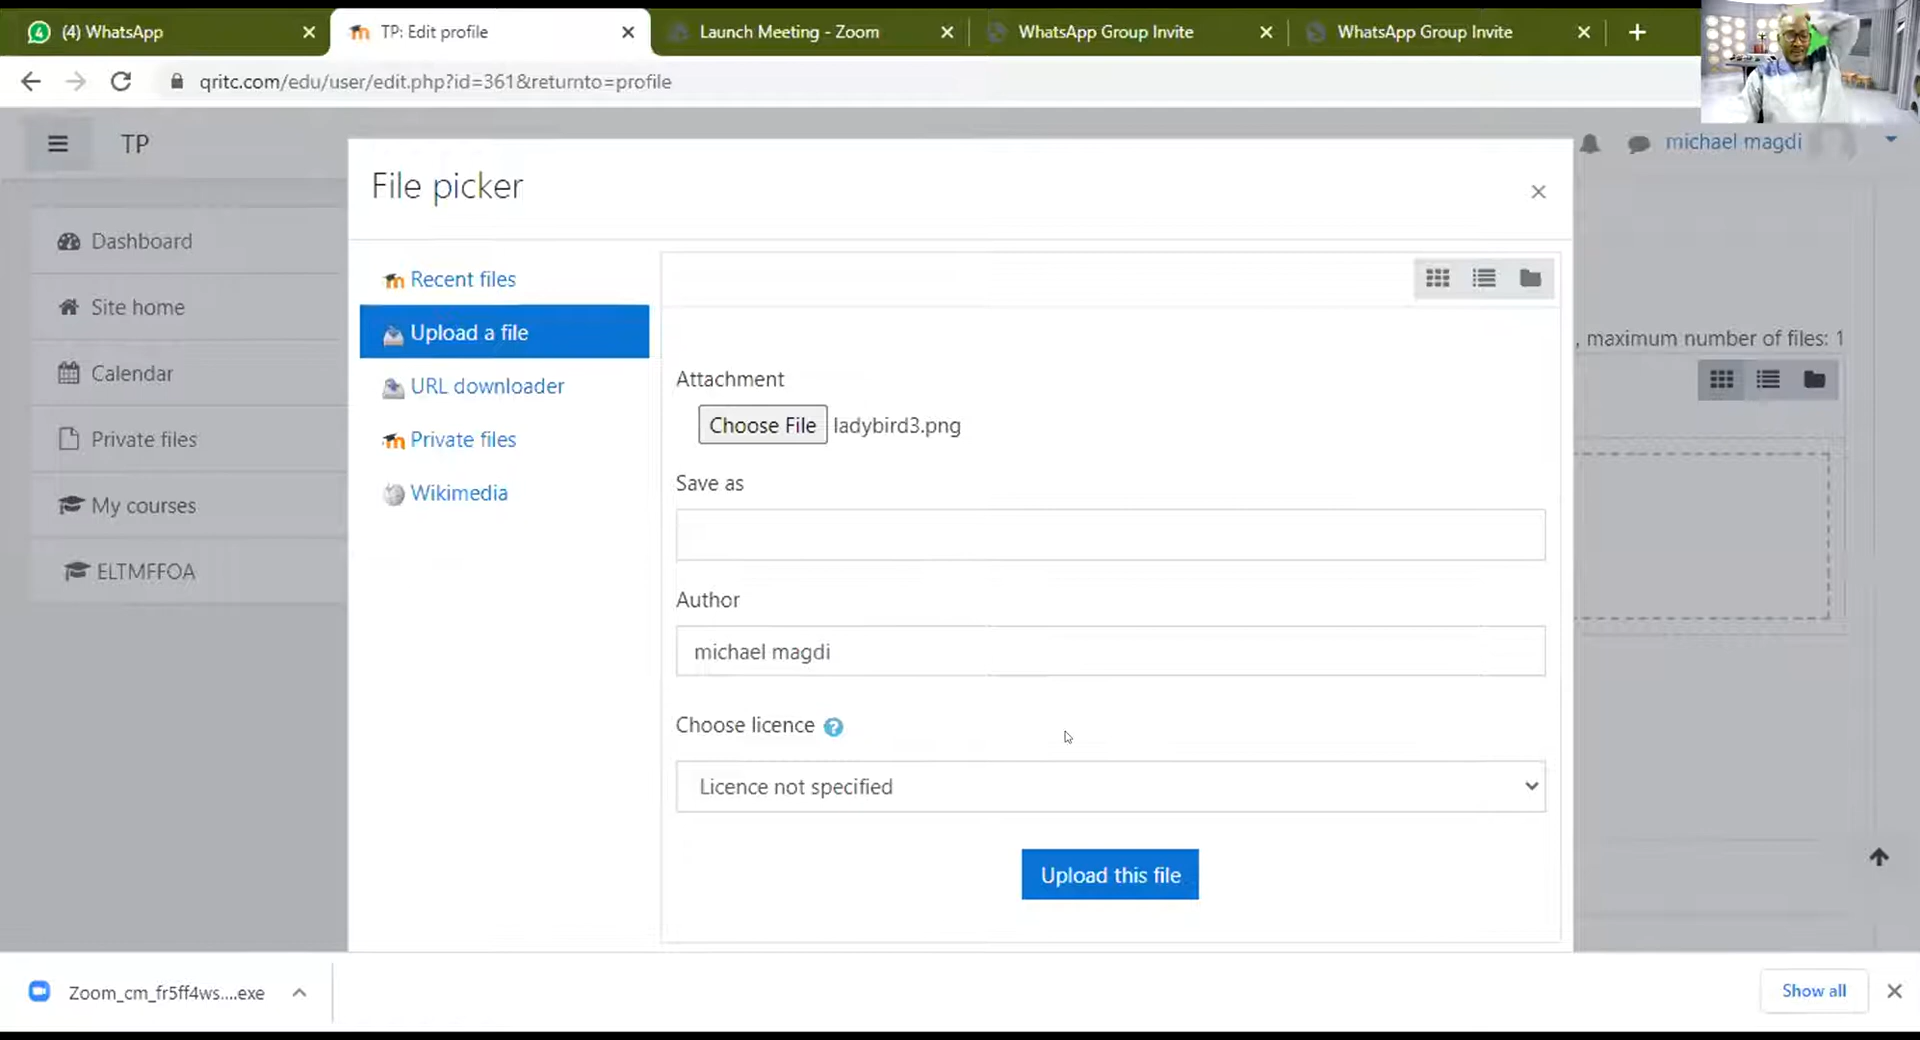 (4) WhatsApp
TP: Edit profile
Launch Meeting - Zoom
WhatsApp Group Invite
WhatsApp Group Invite
qritc.com/edu/user/edit.php?id=361&returnto=profile
TP
michael magdi
File picker
Dashboard
Site home
Calendar
Private files
My courses
ELTMFFOA
Recent files
Upload a file
URL downloader
Private files
Wikimedia
, maximum number of files: 1
Attachment
Choose File ladybird3.png
Save as
Author
michael magdi
Choose licence ?
Licence not specified
Upload this file
Zoom_cm_fr5ff4ws....exe
Show all